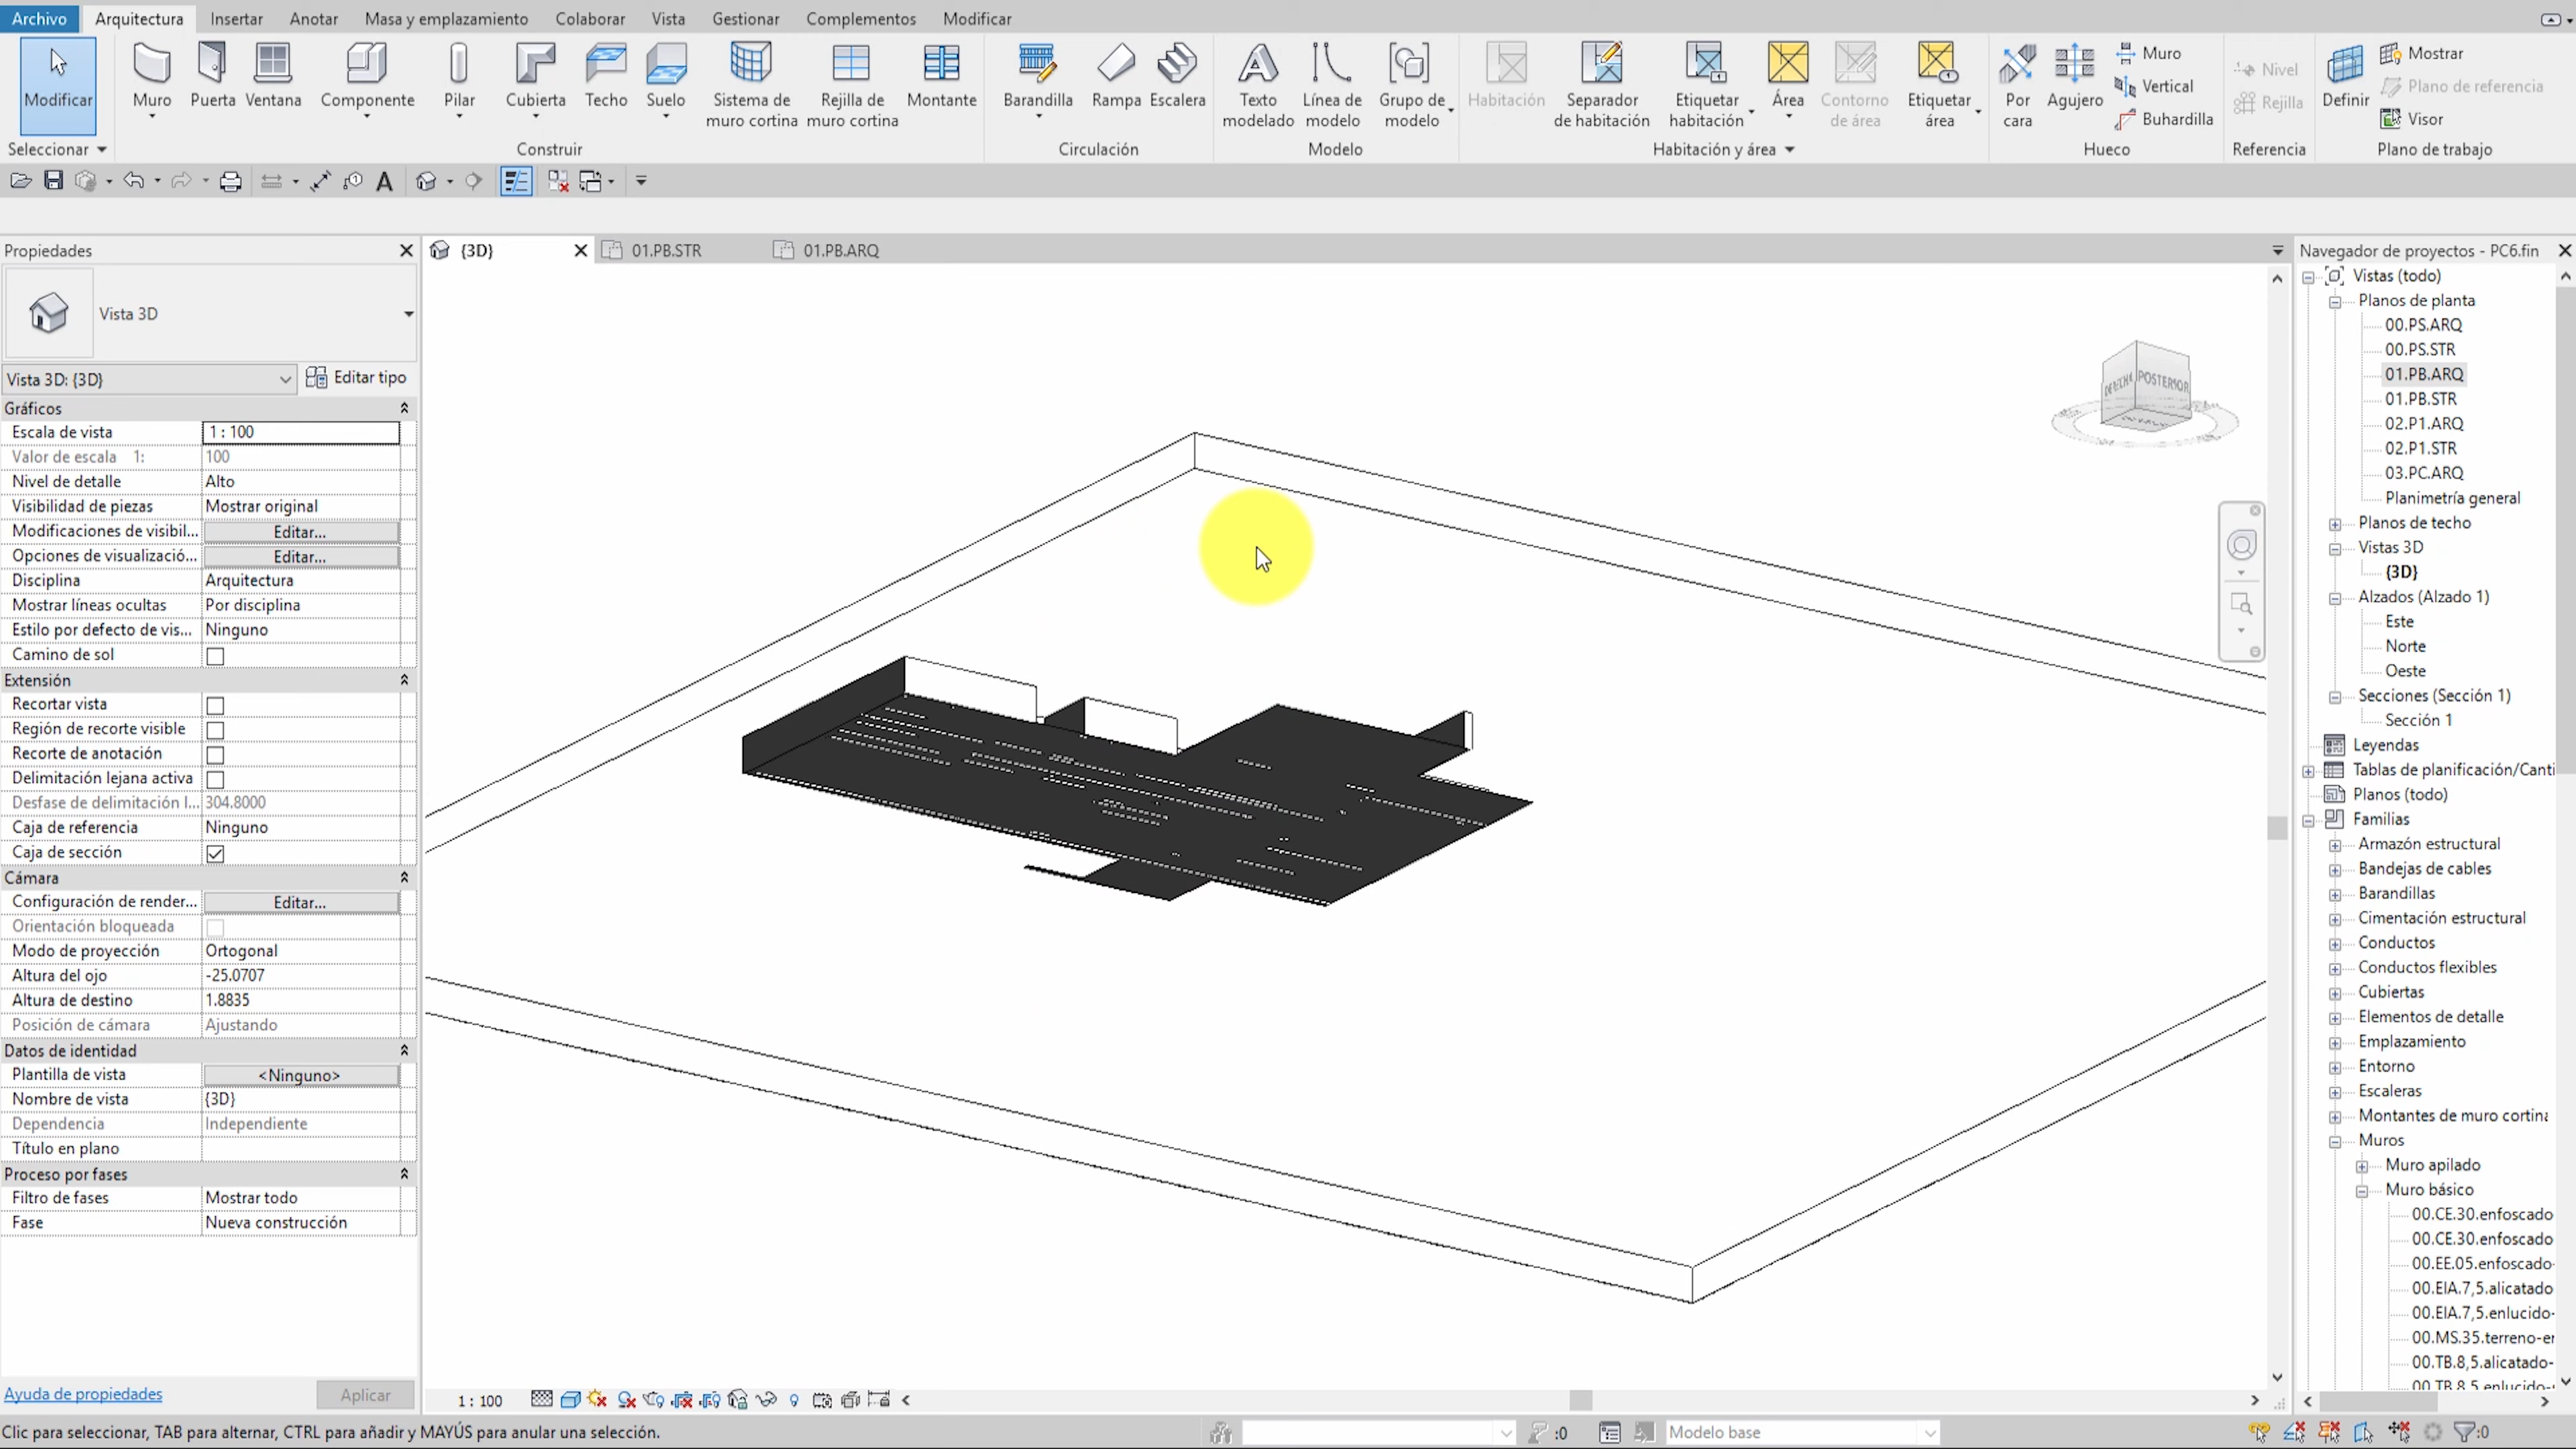 Archivo
Arquitectura
Insertar
Anotar
Masa y emplazamiento
Colaborar
Vista
Gestionar
Complementos
Modificar
Modificar
Muro
Puerta
Ventana
Componente
Pilar
Cubierta
Techo
Suelo
Sistema de muro cortina
Rejilla de muro cortina
Montante
Barandilla
Rampa
Escalera
Texto modelado
Línea de modelo
Grupo de modelo
Habitación
Separador de habitación
Etiquetar habitación
Área
Contorno de área
Etiquetar área
Por cara
Agujero
Muro
Vertical
Buhardilla
Nivel
Rejilla
Definir
Mostrar
Plano de referencia
Visor
Seleccionar
Construir
Circulación
Modelo
Habitación y área
Hueco
Referencia
Plano de trabajo
Propiedades
{3D}
01.PB.STR
01.PB.ARQ
Navegador de proyectos - PC6.fin
Vista 3D
Vista 3D: {3D}
Editar tipo
Gráficos
Escala de vista 1 : 100
Valor de escala 1: 100
Nivel de detalle Alto
Visibilidad de piezas Mostrar original
Modificaciones de visibil... Editar...
Opciones de visualizació... Editar...
Disciplina Arquitectura
Mostrar líneas ocultas Por disciplina
Estilo por defecto de vis... Ninguno
Camino de sol
Extensión
Recortar vista
Región de recorte visible
Recorte de anotación
Delimitación lejana activa
Desfase de delimitación l... 304.8000
Caja de referencia Ninguno
Caja de sección
Cámara
Configuración de render... Editar...
Orientación bloqueada
Modo de proyección Ortogonal
Altura del ojo -25.0707
Altura de destino 1.8835
Posición de cámara Ajustando
Datos de identidad
Plantilla de vista <Ninguno>
Nombre de vista {3D}
Dependencia Independiente
Título en plano
Proceso por fases
Filtro de fases Mostrar todo
Fase Nueva construcción
Ayuda de propiedades
Aplicar
DERECHA
POSTERIOR
1 : 100
Vistas (todo)
Planos de planta
00.PS.ARQ
00.PS.STR
01.PB.ARQ
01.PB.STR
02.P1.ARQ
02.P1.STR
03.PC.ARQ
Planimetría general
Planos de techo
Vistas 3D
{3D}
Alzados (Alzado 1)
Este
Norte
Oeste
Secciones (Sección 1)
Sección 1
Leyendas
Tablas de planificación/Canti
Planos (todo)
Familias
Armazón estructural
Bandejas de cables
Barandillas
Cimentación estructural
Conductos
Conductos flexibles
Cubiertas
Elementos de detalle
Emplazamiento
Entorno
Escaleras
Montantes de muro cortina
Muros
Muro apilado
Muro básico
00.CE.30.enfoscado
00.CE.30.enfoscado
00.EE.05.enfoscado-
00.EIA.7,5.alicatado
00.EIA.7,5.enlucido-
00.MS.35.terreno-er
00.TB.8,5.alicatado-
Clic para seleccionar, TAB para alternar, CTRL para añadir y MAYÚS para anular una selección.
:0
Modelo base
:0